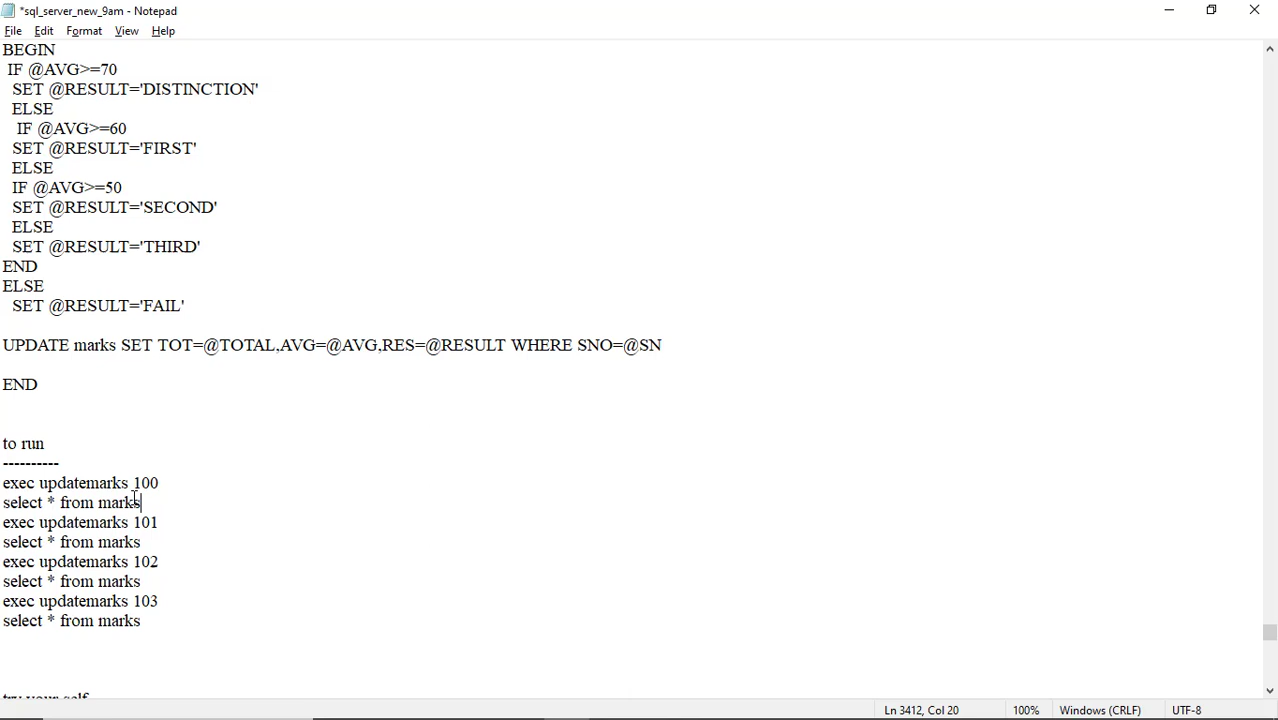 *sql_server_new_9am - Notepad
File Edit Format View Help
BEGIN
IF @AVG>=70
SET @RESULT='DISTINCTION'
ELSE
IF @AVG>=60
SET @RESULT='FIRST'
ELSE
IF @AVG>=50
SET @RESULT='SECOND'
ELSE
SET @RESULT='THIRD'
END
ELSE
SET @RESULT='FAIL'
UPDATE marks SET TOT=@TOTAL,AVG=@AVG,RES=@RESULT WHERE SNO=@SN
END
to run
----------
exec updatemarks 100
select * from marks
exec updatemarks 101
select * from marks
exec updatemarks 102
select * from marks
exec updatemarks 103
select * from marks
try your self
Ln 3412, Col 20 100% Windows (CRLF) UTF-8